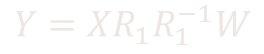 Y = XR₁R₁⁻¹W